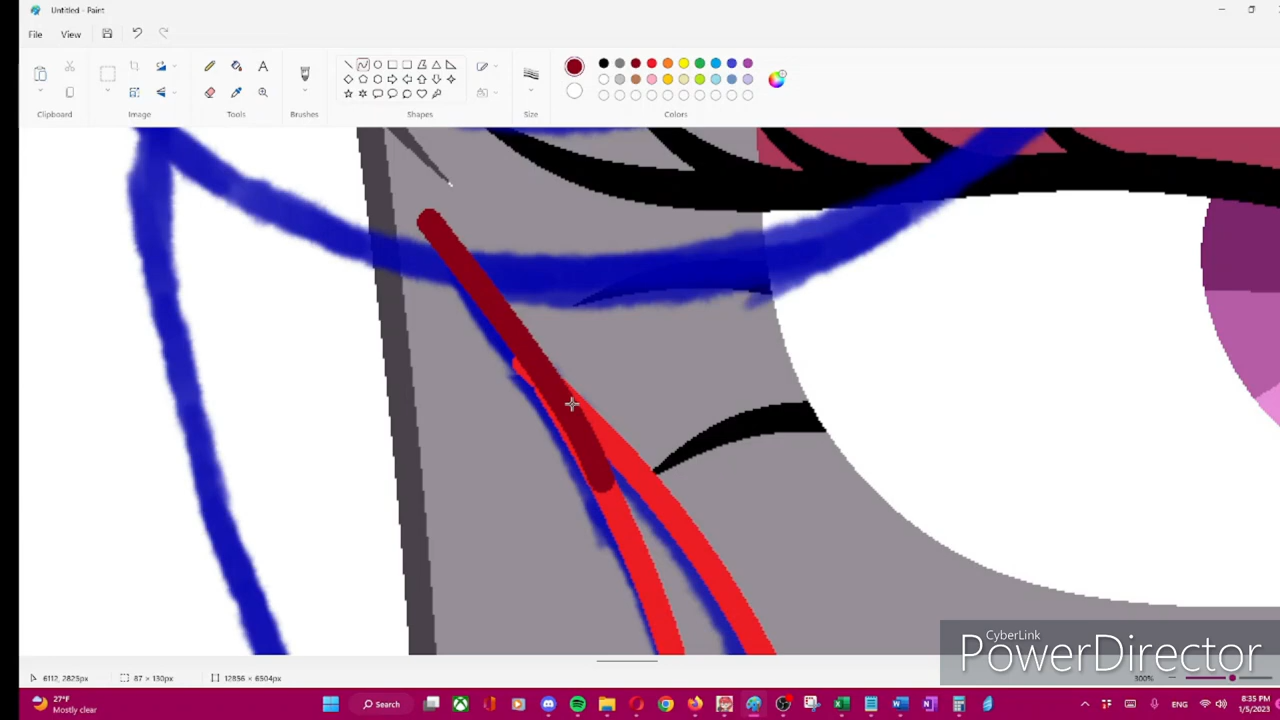 Untitled - Paint
File
View
Clipboard
Image
Tools
Brushes
Shapes
Size
Colors
CyberLink
PowerDirector
6112, 2825px
87 × 130px
12856 × 6504px
300%
27°F
Mostly clear
Search
ENG
8:35 PM
1/5/2023